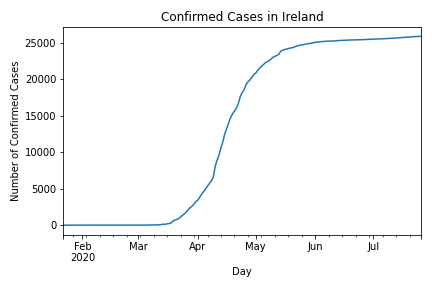 Confirmed Cases in Ireland
Number of Confirmed Cases
25000
20000
15000
10000
5000
0
Feb
2020
Mar
Apr
May
Jun
Jul
Day